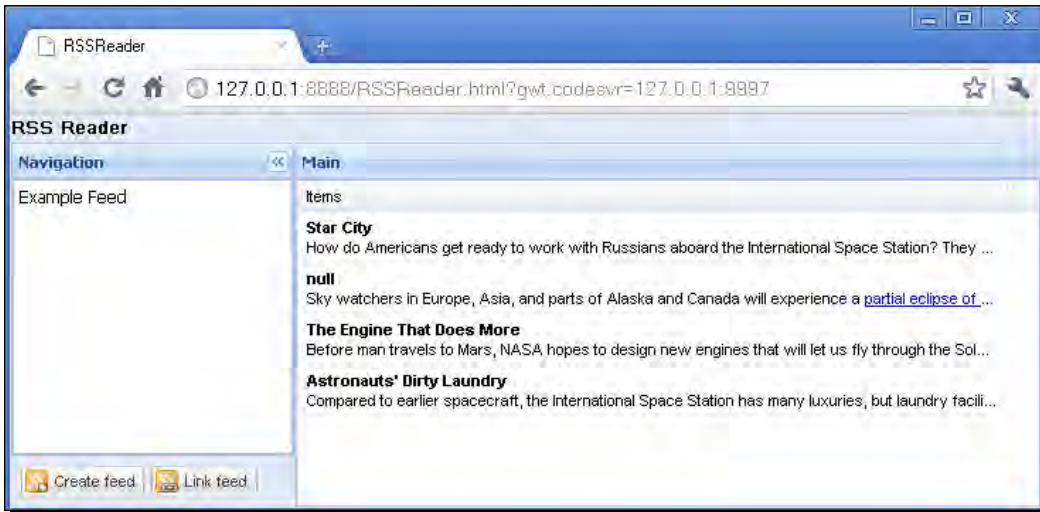 RSSReader
127.0.0.1:8888/RSSReader.html?gwt.codesvr=127.0.0.1:9997
RSS Reader
Navigation
Main
Example Feed
Items
Star City
How do Americans get ready to work with Russians aboard the International Space Station? They ...
null
Sky watchers in Europe, Asia, and parts of Alaska and Canada will experience a partial eclipse of ...
The Engine That Does More
Before man travels to Mars, NASA hopes to design new engines that will let us fly through the Sol...
Astronauts' Dirty Laundry
Compared to earlier spacecraft, the International Space Station has many luxuries, but laundry facili...
Create feed
Link feed